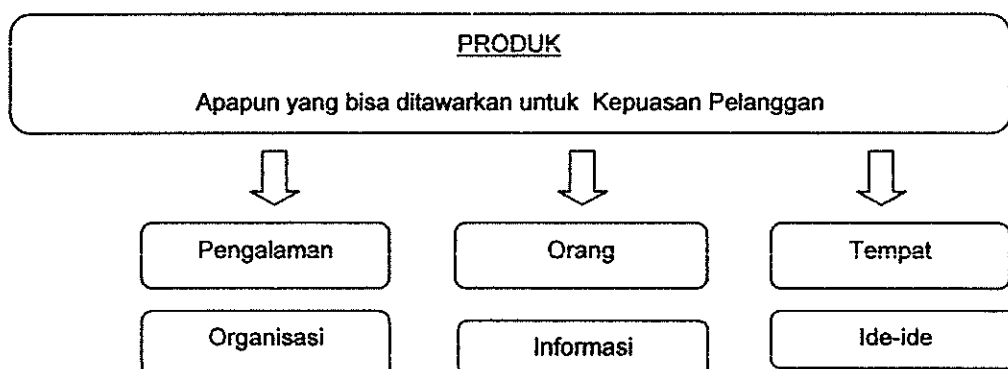 PRODUK
Apapun yang bisa ditawarkan untuk Kepuasan Pelanggan
Pengalaman
Orang
Tempat
Organisasi
Informasi
Ide-ide